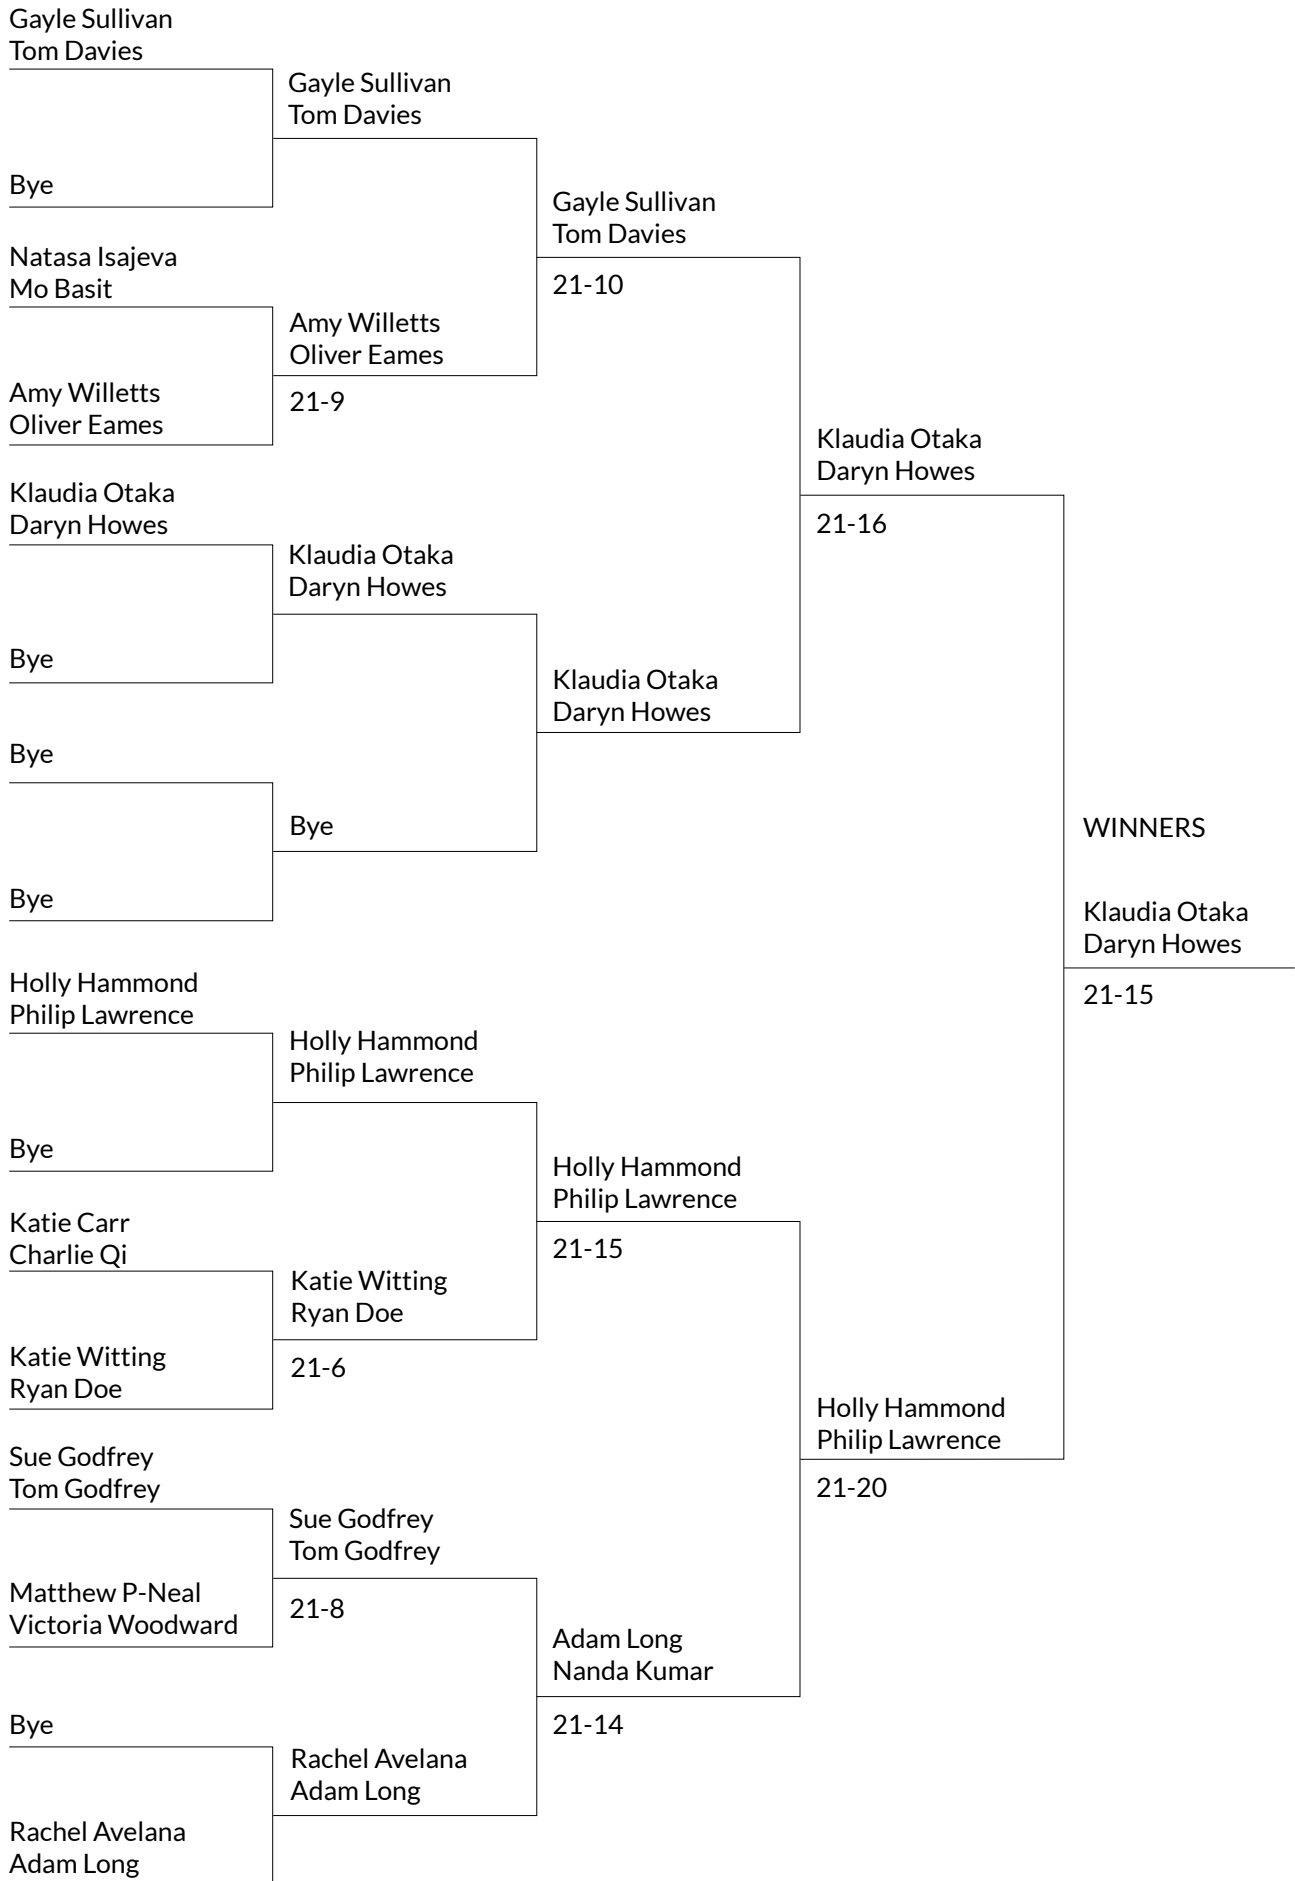 Gayle Sullivan
Tom Davies
Bye
Natasa Isajeva
Mo Basit
Amy Willetts
Oliver Eames
Klaudia Otaka
Daryn Howes
Bye
Bye
Bye
Holly Hammond
Philip Lawrence
Bye
Katie Carr
Charlie Qi
Katie Witting
Ryan Doe
Sue Godfrey
Tom Godfrey
Matthew P-Neal
Victoria Woodward
Bye
Rachel Avelana
Adam Long
Gayle Sullivan
Tom Davies
Amy Willetts
Oliver Eames
21-9
Klaudia Otaka
Daryn Howes
Bye
Holly Hammond
Philip Lawrence
Katie Witting
Ryan Doe
21-6
Sue Godfrey
Tom Godfrey
21-8
Rachel Avelana
Adam Long
Gayle Sullivan
Tom Davies
21-10
Klaudia Otaka
Daryn Howes
Holly Hammond
Philip Lawrence
21-15
Adam Long
Nanda Kumar
21-14
Klaudia Otaka
Daryn Howes
21-16
Holly Hammond
Philip Lawrence
21-20
WINNERS
Klaudia Otaka
Daryn Howes
21-15